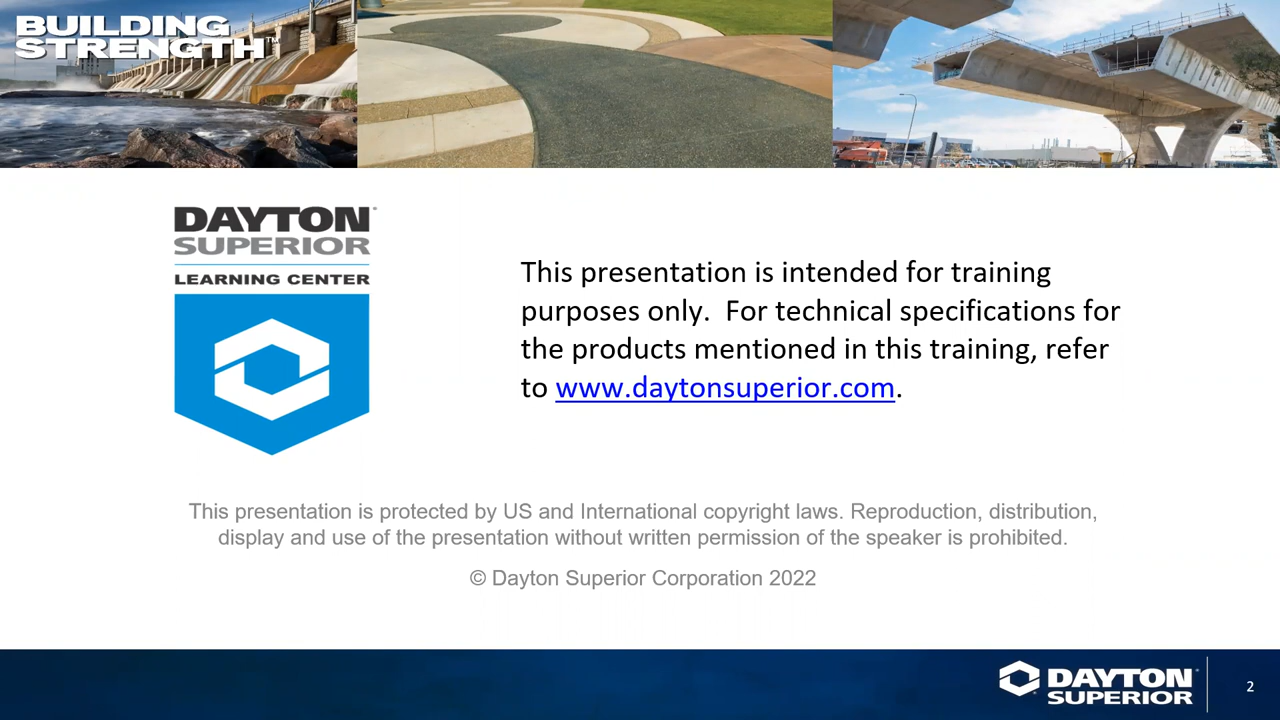 BUILDING
STRENGTH™
DAYTON®
SUPERIOR
LEARNING CENTER
This presentation is intended for training
purposes only.  For technical specifications for
the products mentioned in this training, refer
to www.daytonsuperior.com.
This presentation is protected by US and International copyright laws. Reproduction, distribution,
display and use of the presentation without written permission of the speaker is prohibited.
© Dayton Superior Corporation 2022
DAYTON®
SUPERIOR
2